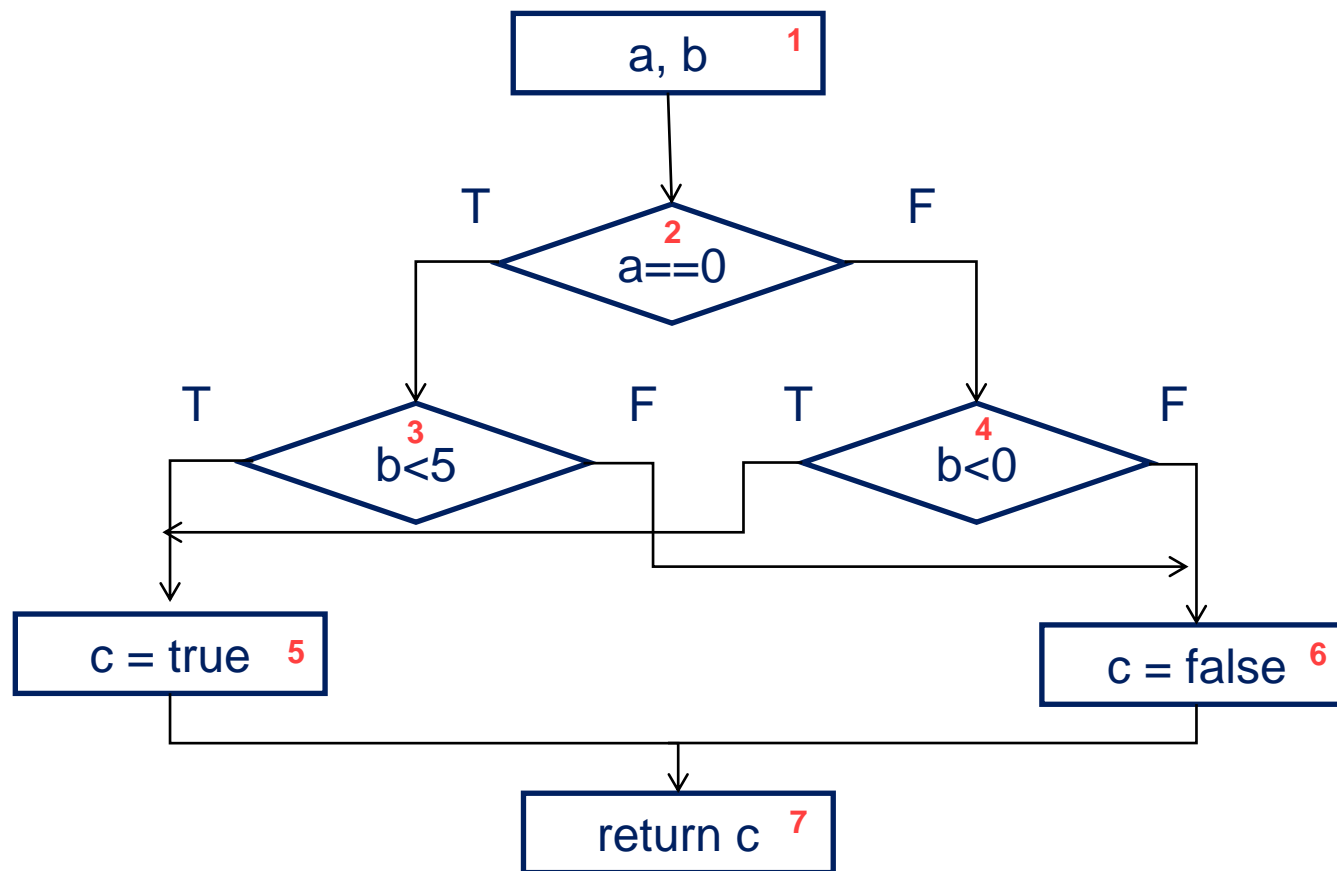 a, b 1
T F
2
a==0
T F T F
3
b<5
4
b<0
c = true 5
c = false 6
return c 7